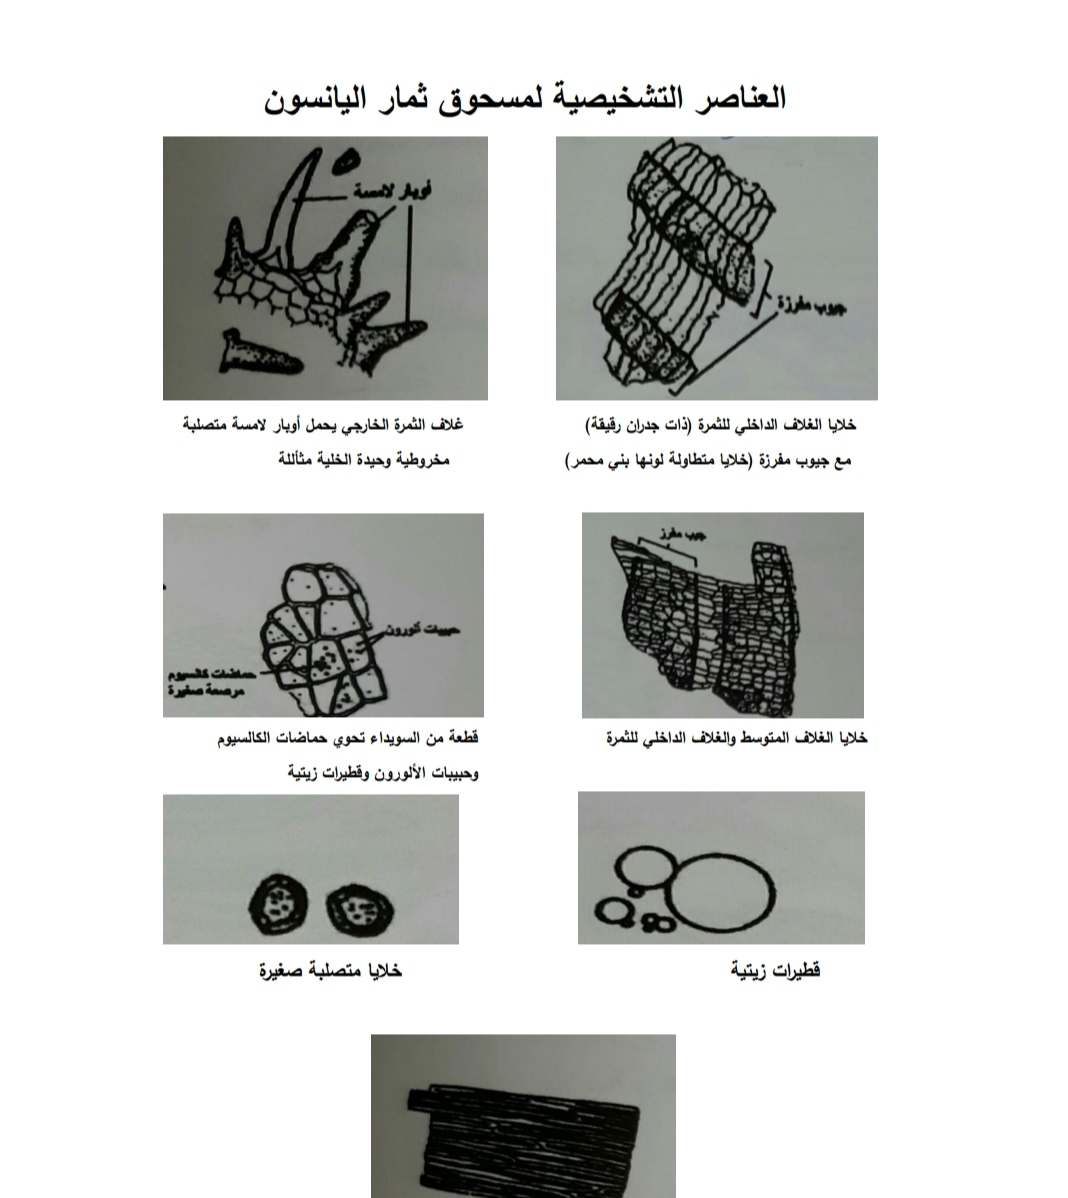 العناصر التشخيصية لمسحوق ثمار اليانسون
جيوب مفرزة
أوبار لامسة
خلايا الغلاف الداخلي للثمرة (ذات جدران رقيقة)
مع جيوب مفرزة (خلايا متطاولة لونها بني محمر)
غلاف الثمرة الخارجي يحمل أوبار لامسة متصلبة
مخروطية وحيدة الخلية مثأللة
جيب مفرز
حبيبات ألورون
حماضات كالسيوم
مرصعة صغيرة
خلايا الغلاف المتوسط والغلاف الداخلي للثمرة
قطعة من السويداء تحوي حماضات الكالسيوم
وحبيبات الألورون وقطيرات زيتية
قطيرات زيتية
خلايا متصلبة صغيرة